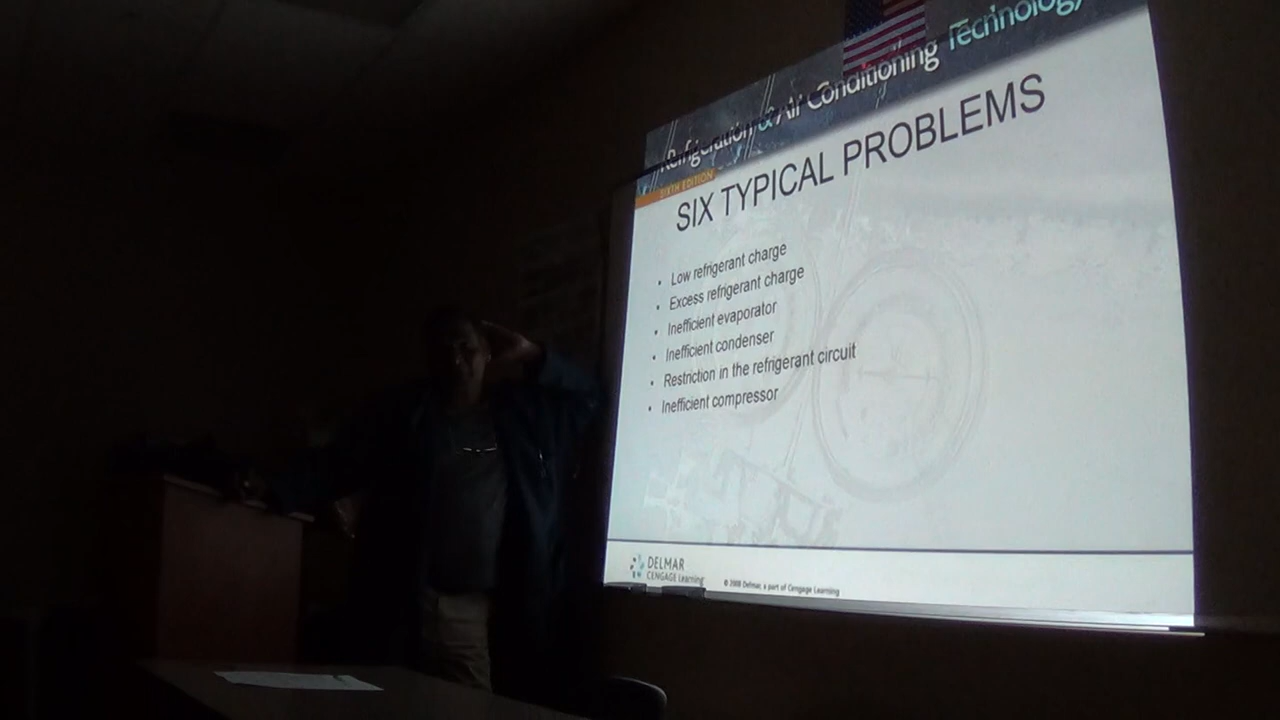 Refrigeration & Air Conditioning Technology
SIXTH EDITION
SIX TYPICAL PROBLEMS
• Low refrigerant charge
• Excess refrigerant charge
• Inefficient evaporator
• Inefficient condenser
• Restriction in the refrigerant circuit
• Inefficient compressor
DELMAR
CENGAGE Learning
© 2009 Delmar, a part of Cengage Learning